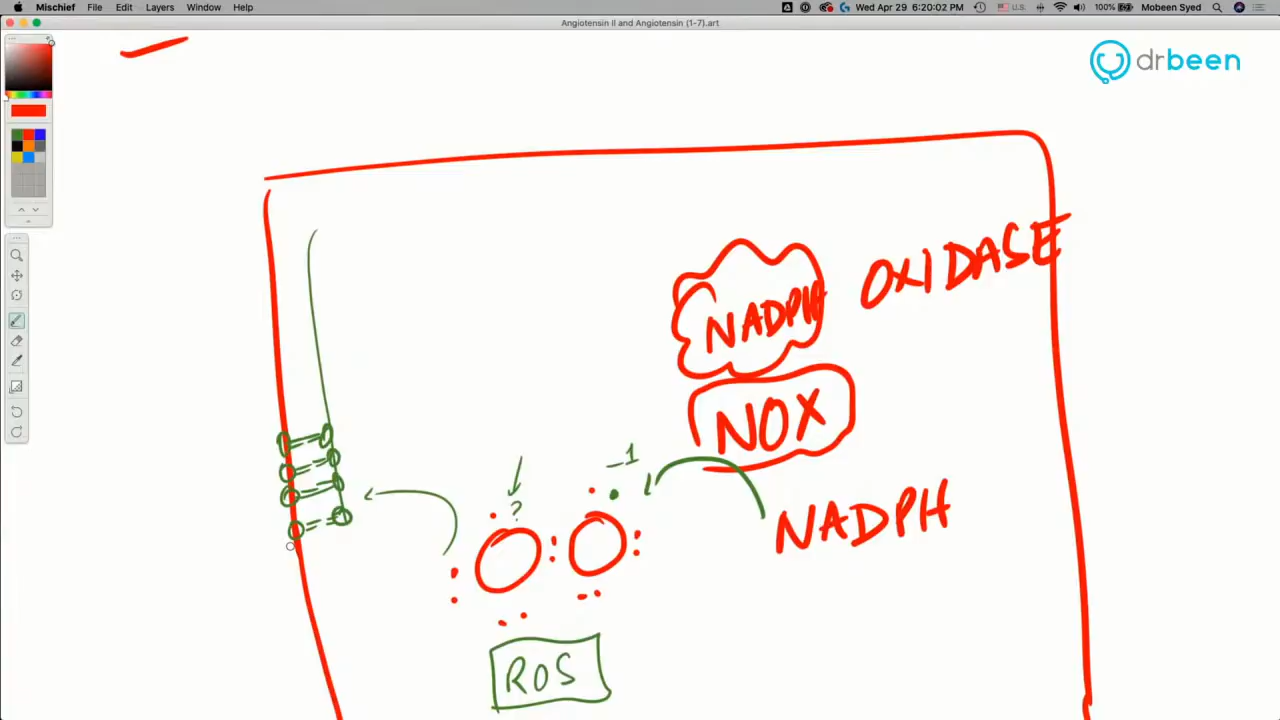 Mischief File Edit Layers Window Help
U.S. 100% Wed Apr 29 6:20:02 PM Mobeen Syed
Angiotensin II and Angiotensin (1-7).art
drbeen
NADPH OXIDASE
NOX
-1
?
NADPH
ROS